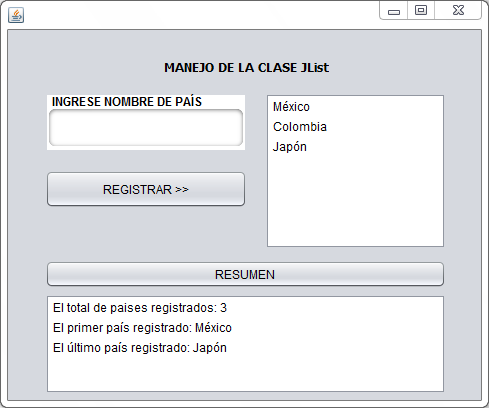 MANEJO DE LA CLASE JList
INGRESE NOMBRE DE PAÍS
REGISTRAR >>
México
Colombia
Japón
RESUMEN
El total de paises registrados: 3
El primer país registrado: México
El último país registrado: Japón